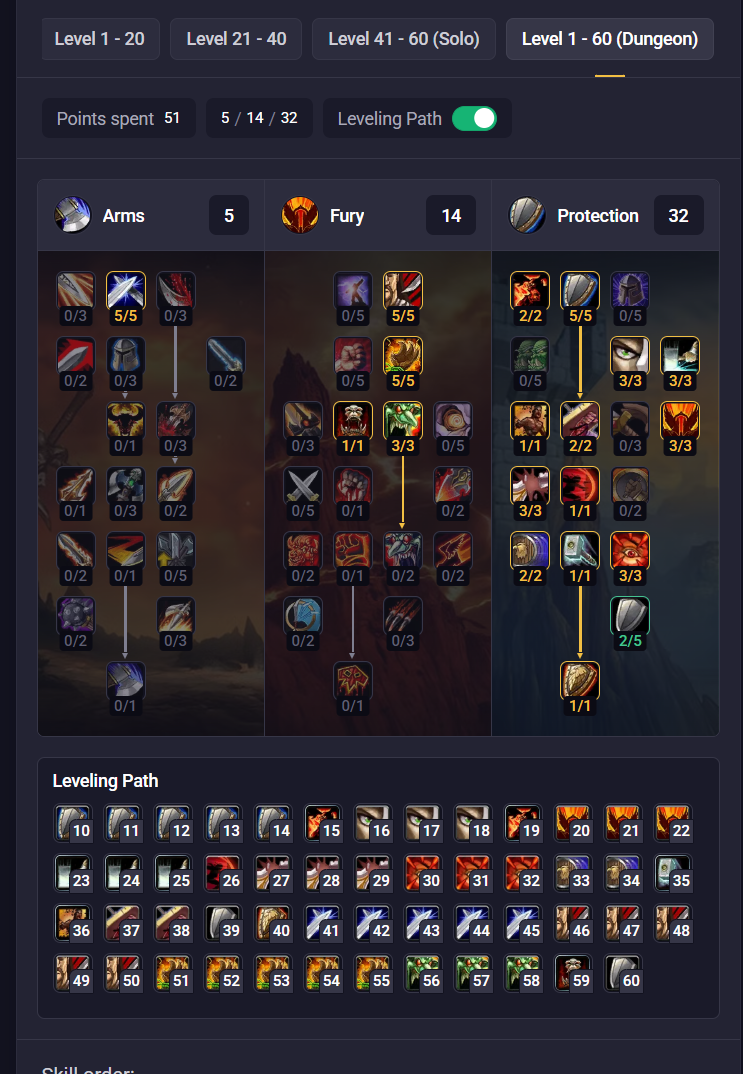 Level 1 - 20 Level 21 - 40 Level 41 - 60 (Solo) Level 1 - 60 (Dungeon)
Points spent 51 5 / 14 / 32 Leveling Path
Arms 5 Fury 14 Protection 32
0/3 5/5 0/3 0/5 5/5 2/2 5/5 0/5
0/2 0/3 0/2 0/5 5/5 0/5 3/3 3/3
0/1 0/3 0/3 1/1 3/3 0/5 1/1 2/2 0/3 3/3
0/1 0/3 0/2 0/5 0/1 0/2 3/3 1/1 0/2
0/2 0/1 0/5 0/2 0/1 0/2 0/2 2/2 1/1 3/3
0/2 0/3 0/2 0/3 2/5
0/1 0/1 1/1
Leveling Path
10 11 12 13 14 15 16 17 18 19 20 21 22
23 24 25 26 27 28 29 30 31 32 33 34 35
36 37 38 39 40 41 42 43 44 45 46 47 48
49 50 51 52 53 54 55 56 57 58 59 60
Skill order: